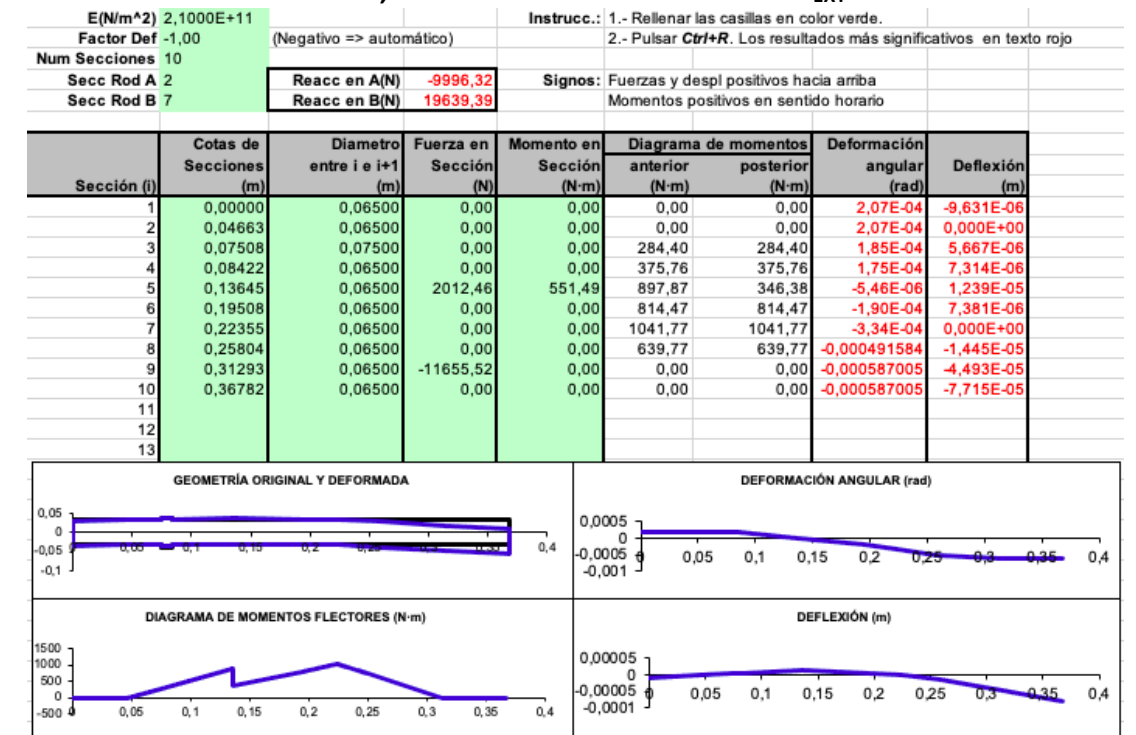 EXT
E(N/m^2) 2,1000E+11 Instrucc.: 1.- Rellenar las casillas en color verde.
Factor Def -1,00 (Negativo => automático) 2.- Pulsar Ctrl+R. Los resultados más significativos en texto rojo
Num Secciones 10
Secc Rod A 2 Reacc en A(N) -9996,32 Signos: Fuerzas y despl positivos hacia arriba
Secc Rod B 7 Reacc en B(N) 19639,39 Momentos positivos en sentido horario
Cotas de Diametro Fuerza en Momento en Diagrama de momentos Deformación
Secciones entre i e i+1 Sección Sección anterior posterior angular Deflexión
Sección (i) (m) (m) (N) (N·m) (N·m) (N·m) (rad) (m)
1 0,00000 0,06500 0,00 0,00 0,00 0,00 2,07E-04 -9,631E-06
2 0,04663 0,06500 0,00 0,00 0,00 0,00 2,07E-04 0,000E+00
3 0,07508 0,07500 0,00 0,00 284,40 284,40 1,85E-04 5,667E-06
4 0,08422 0,06500 0,00 0,00 375,76 375,76 1,75E-04 7,314E-06
5 0,13645 0,06500 2012,46 551,49 897,87 346,38 -5,46E-06 1,239E-05
6 0,19508 0,06500 0,00 0,00 814,47 814,47 -1,90E-04 7,381E-06
7 0,22355 0,06500 0,00 0,00 1041,77 1041,77 -3,34E-04 0,000E+00
8 0,25804 0,06500 0,00 0,00 639,77 639,77 -0,000491584 -1,445E-05
9 0,31293 0,06500 -11655,52 0,00 0,00 0,00 -0,000587005 -4,493E-05
10 0,36782 0,06500 0,00 0,00 0,00 0,00 -0,000587005 -7,715E-05
11
12
13
GEOMETRÍA ORIGINAL Y DEFORMADA
0,05
0
-0,05
-0,1
0 0,05 0,1 0,15 0,2 0,25 0,3 0,35 0,4
DEFORMACIÓN ANGULAR (rad)
0,0005
0
-0,0005
-0,001
0 0,05 0,1 0,15 0,2 0,25 0,3 0,35 0,4
DIAGRAMA DE MOMENTOS FLECTORES (N·m)
1500
1000
500
0
-500
0 0,05 0,1 0,15 0,2 0,25 0,3 0,35 0,4
DEFLEXIÓN (m)
0,00005
0
-0,00005
-0,0001
0 0,05 0,1 0,15 0,2 0,25 0,3 0,35 0,4